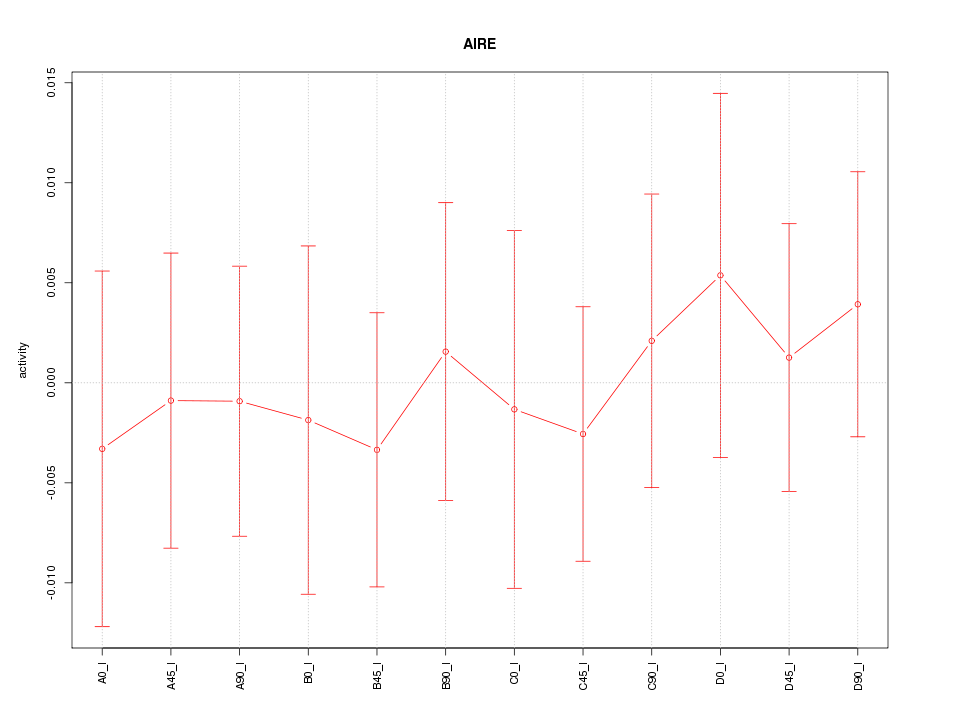 AIRE
activity
0.015
0.010
0.005
0.000
-0.005
-0.010
A0_I
A45_I
A90_I
B0_I
B45_I
B90_I
C0_I
C45_I
C90_I
D0_I
D45_I
D90_I